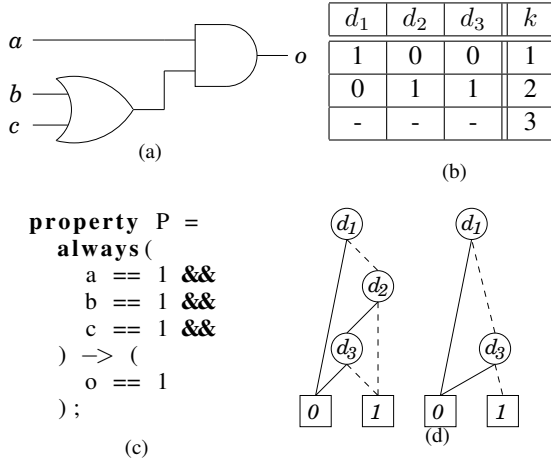 a
b
c
o
(a)
d1 d2 d3 k
1 0 0 1
0 1 1 2
- - - 3
(b)
property P =
always(
a == 1 &&
b == 1 &&
c == 1 &&
) –> (
o == 1
);
(c)
d1 d1
d2
d3 d3
0 1 0 1
(d)